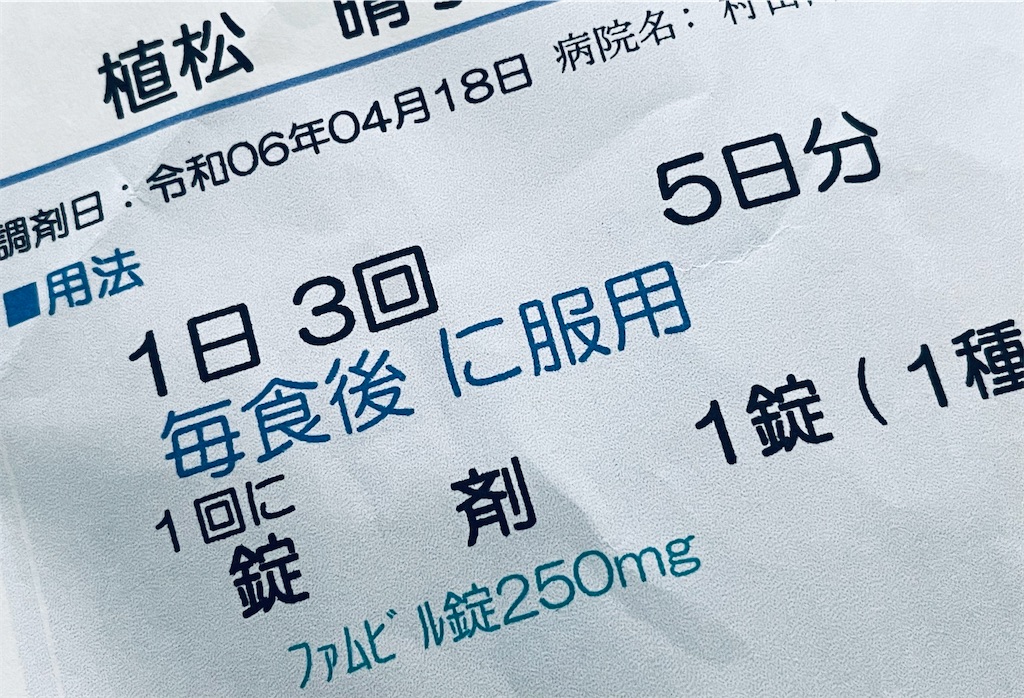 植松 晴
調剤日：令和06年04月18日 病院名：村
■用法
1日 3回 5日分
毎食後 に服用
1回に
錠 剤 1錠（1種
ﾌｧﾑﾋﾞﾙ錠250mg